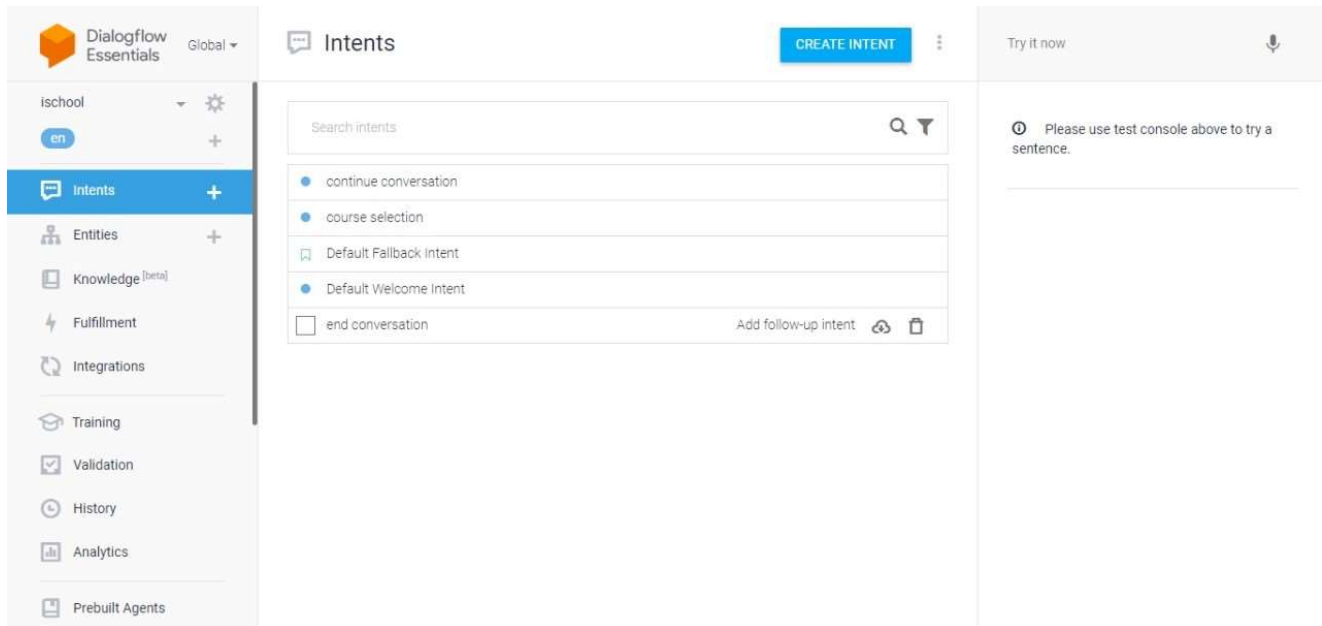 Dialogflow
Essentials
Global
ischool
en
Intents
Entities
Knowledge [beta]
Fulfillment
Integrations
Training
Validation
History
Analytics
Prebuilt Agents
Intents
CREATE INTENT
Search intents
continue conversation
course selection
Default Fallback Intent
Default Welcome Intent
end conversation
Add follow-up intent
Try it now
Please use test console above to try a
sentence.